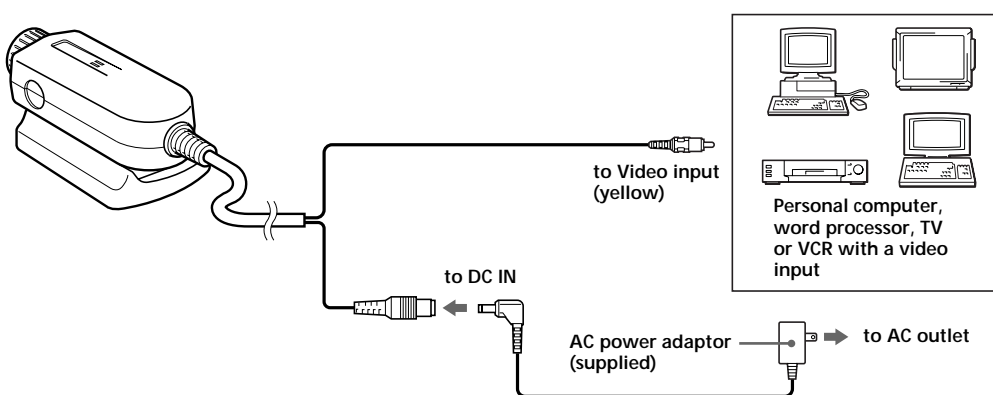 to Video input
(yellow)
Personal computer,
word processor, TV
or VCR with a video
input
to DC IN
AC power adaptor
(supplied)
to AC outlet